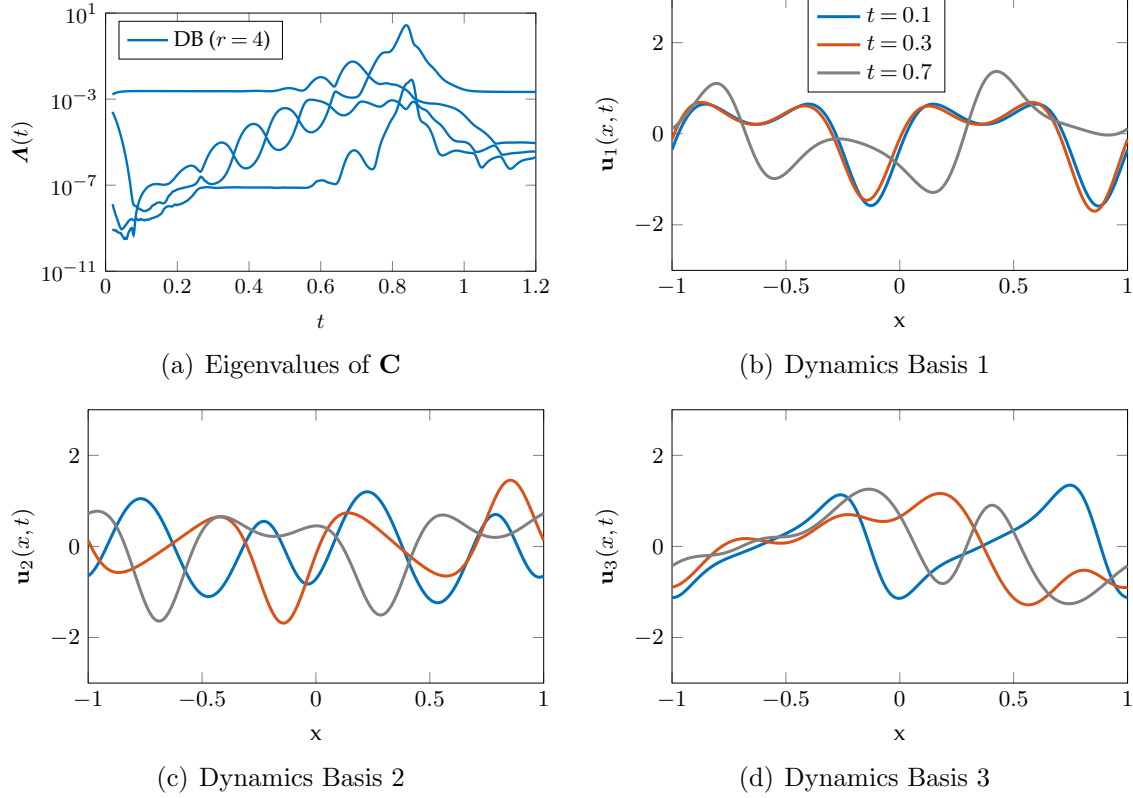 10^1
10^{-3}
10^{-7}
10^{-11}
Λ(t)
DB (r = 4)
0 0.2 0.4 0.6 0.8 1 1.2
t
(a) Eigenvalues of C
2
0
−2
u_1(x, t)
t = 0.1
t = 0.3
t = 0.7
−1 −0.5 0 0.5 1
x
(b) Dynamics Basis 1
2
0
−2
u_2(x, t)
−1 −0.5 0 0.5 1
x
(c) Dynamics Basis 2
2
0
−2
u_3(x, t)
−1 −0.5 0 0.5 1
x
(d) Dynamics Basis 3